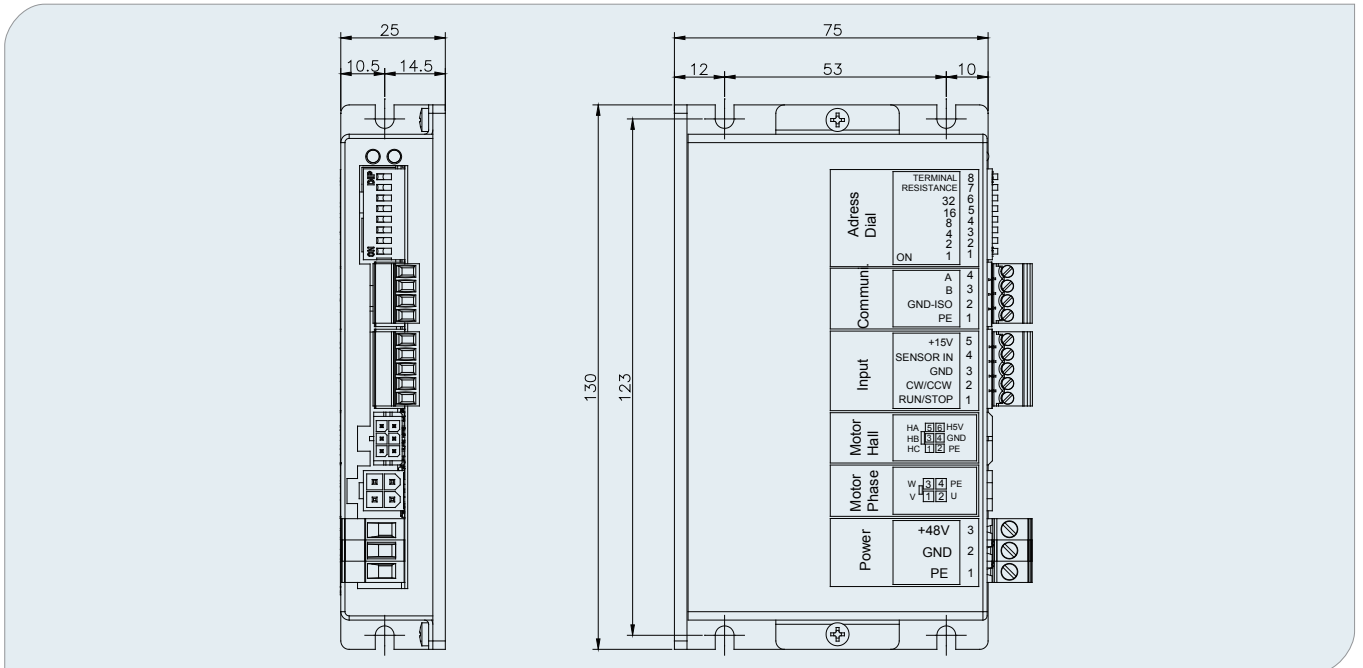 25
10.5 14.5
DIP
ON
75
12 53 10
130
123
Adress
Dial
TERMINAL 8
RESISTANCE 7
32 6
16 5
8 4
4 3
2 2
ON 1 1
Commun.
A 4
B 3
GND-ISO 2
PE 1
Input
+15V 5
SENSOR IN 4
GND 3
CW/CCW 2
RUN/STOP 1
Motor
Hall
HA 5 6 H5V
HB 3 4 GND
HC 1 2 PE
Motor
Phase
W 3 4 PE
V 1 2 U
Power
+48V 3
GND 2
PE 1